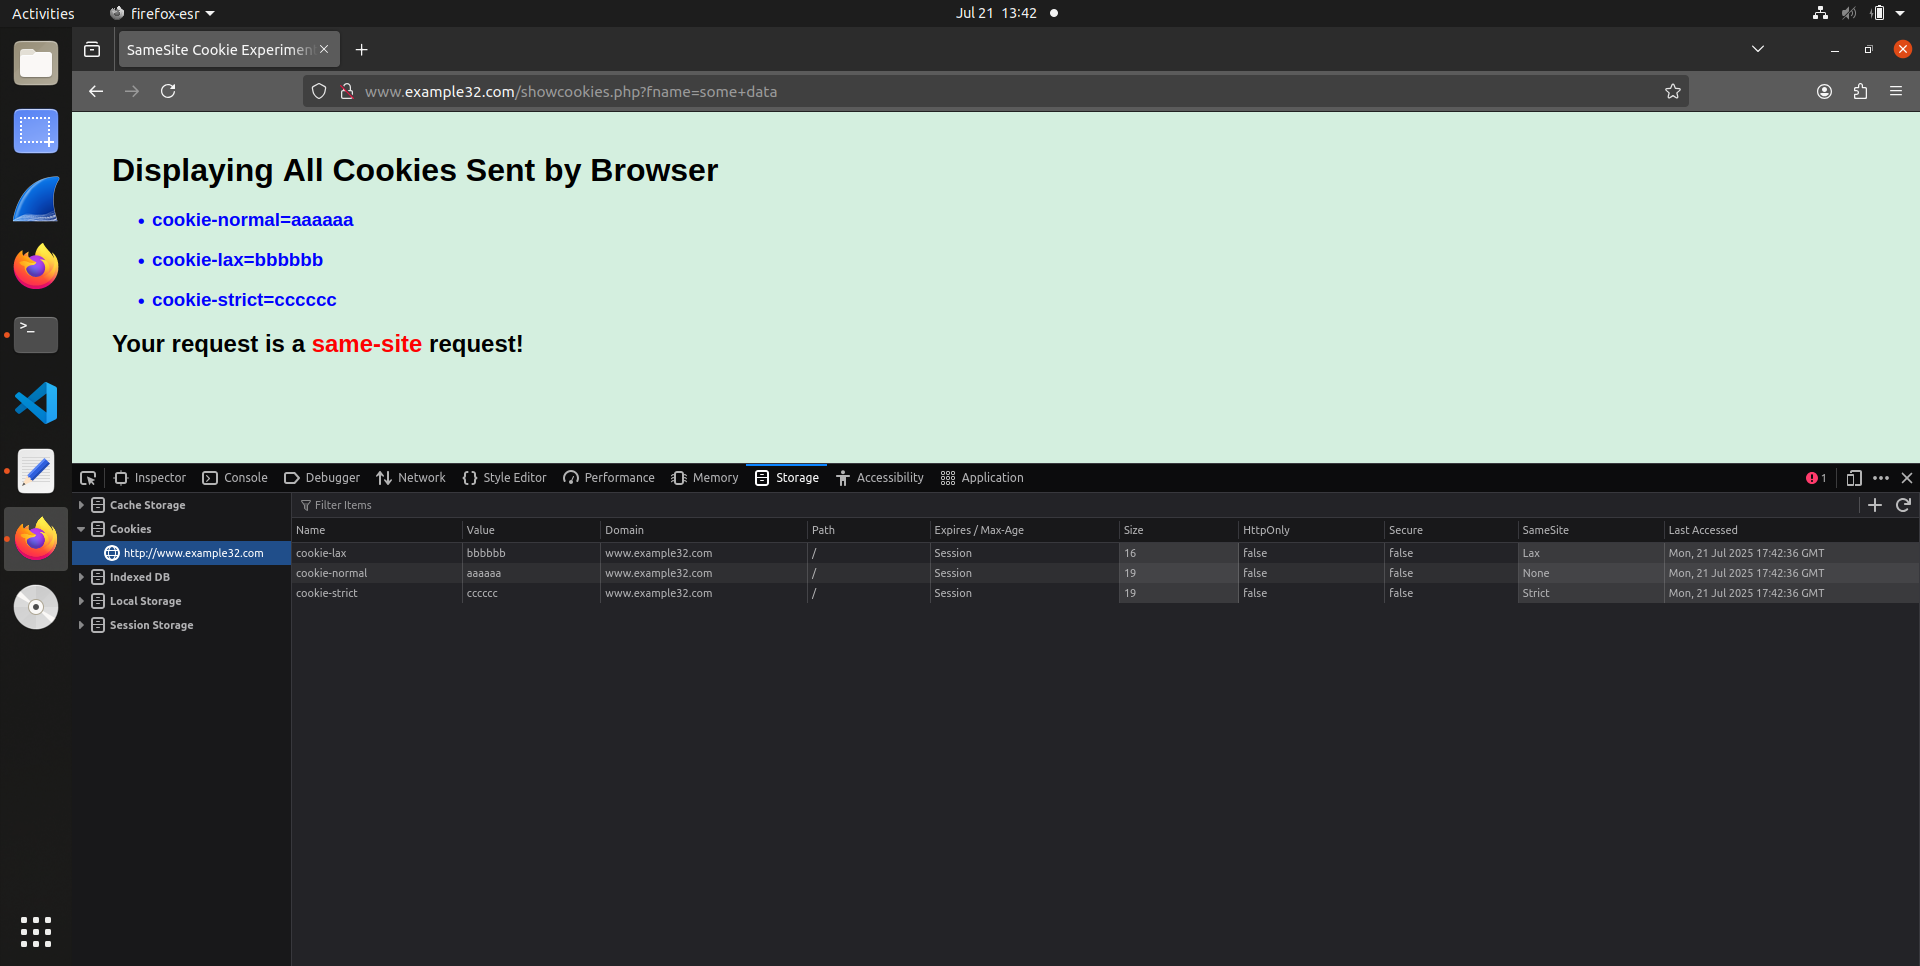 Activities firefox-esr Jul 21 13:42
SameSite Cookie Experimen
www.example32.com/showcookies.php?fname=some+data
Displaying All Cookies Sent by Browser
• cookie-normal=aaaaaa
• cookie-lax=bbbbbb
• cookie-strict=cccccc
Your request is a same-site request!
Inspector Console Debugger Network Style Editor Performance Memory Storage Accessibility Application 1
Cache Storage
Cookies
http://www.example32.com
Indexed DB
Local Storage
Session Storage
Filter Items
Name Value Domain Path Expires / Max-Age Size HttpOnly Secure SameSite Last Accessed
cookie-lax bbbbbb www.example32.com / Session 16 false false Lax Mon, 21 Jul 2025 17:42:36 GMT
cookie-normal aaaaaa www.example32.com / Session 19 false false None Mon, 21 Jul 2025 17:42:36 GMT
cookie-strict cccccc www.example32.com / Session 19 false false Strict Mon, 21 Jul 2025 17:42:36 GMT